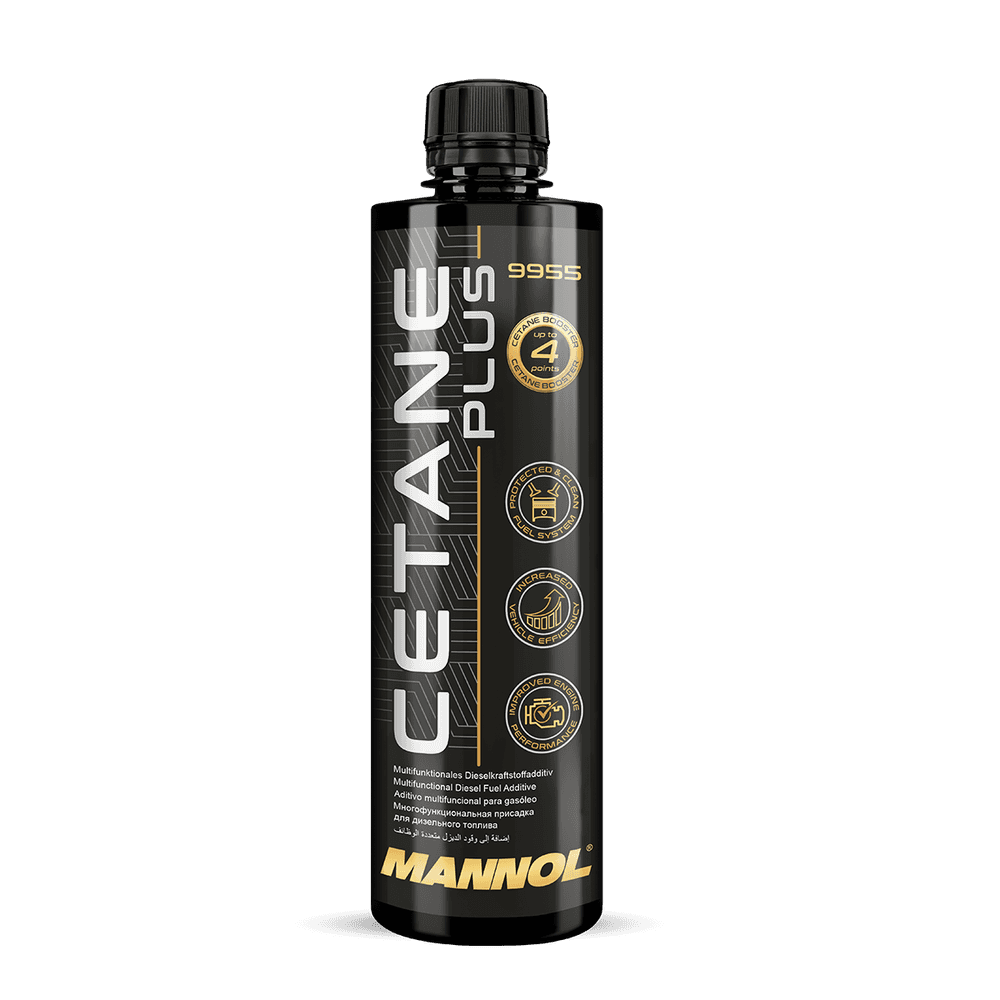 CETANE
PLUS
9955
CETANE BOOSTER
up to
4
points
CETANE BOOSTER
PROTECTED & CLEAN
FUEL SYSTEM
INCREASED
VEHICLE EFFICIENCY
IMPROVED ENGINE
PERFORMANCE
Multifunktionales Dieselkraftstoffadditiv
Multifunctional Diesel Fuel Additive
Aditivo multifuncional para gasóleo
Многофункциональная присадка
для дизельного топлива
إضافة إلى وقود الديزل متعددة الوظائف
MANNOL®